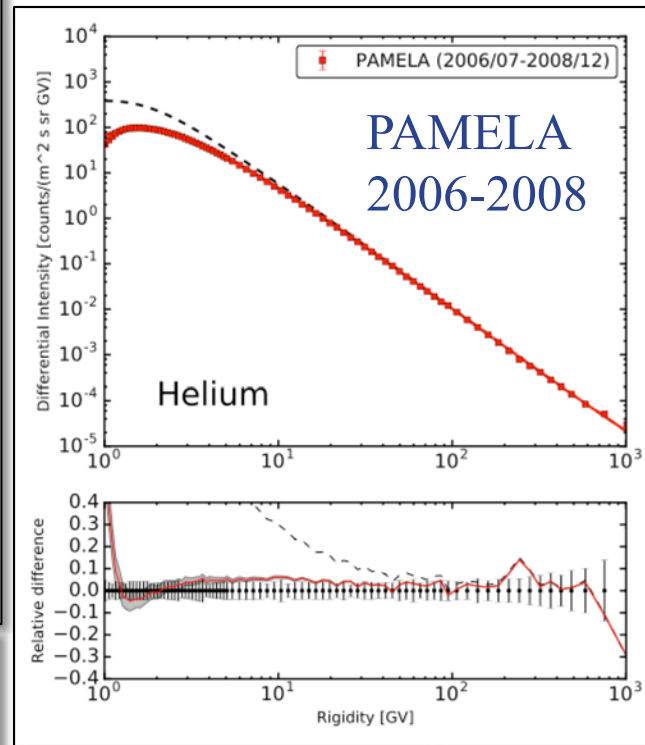 PAMELA (2006/07-2008/12)
PAMELA
2006-2008
Helium
Differential Intensity [counts/(m^2 s sr GV)]
10^4
10^3
10^2
10^1
10^0
10^-1
10^-2
10^-3
10^-4
10^-5
10^0 10^1 10^2 10^3
Relative difference
0.4
0.3
0.2
0.1
0.0
−0.1
−0.2
−0.3
−0.4
10^0 10^1 10^2 10^3
Rigidity [GV]